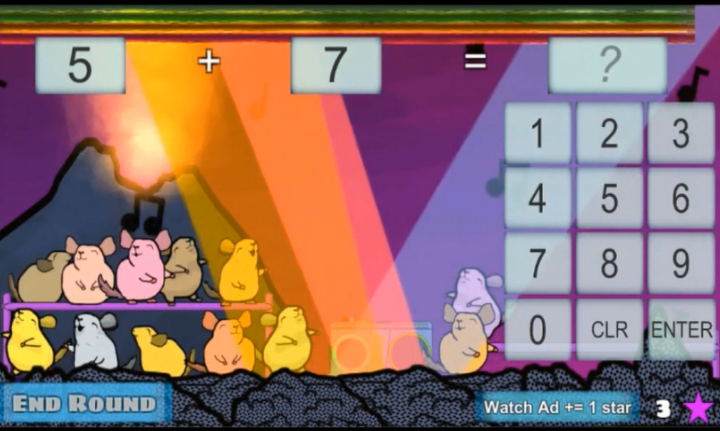 5 + 7 = ?
1 2 3
4 5 6
7 8 9
0 CLR ENTER
END ROUND
Watch Ad += 1 star 3